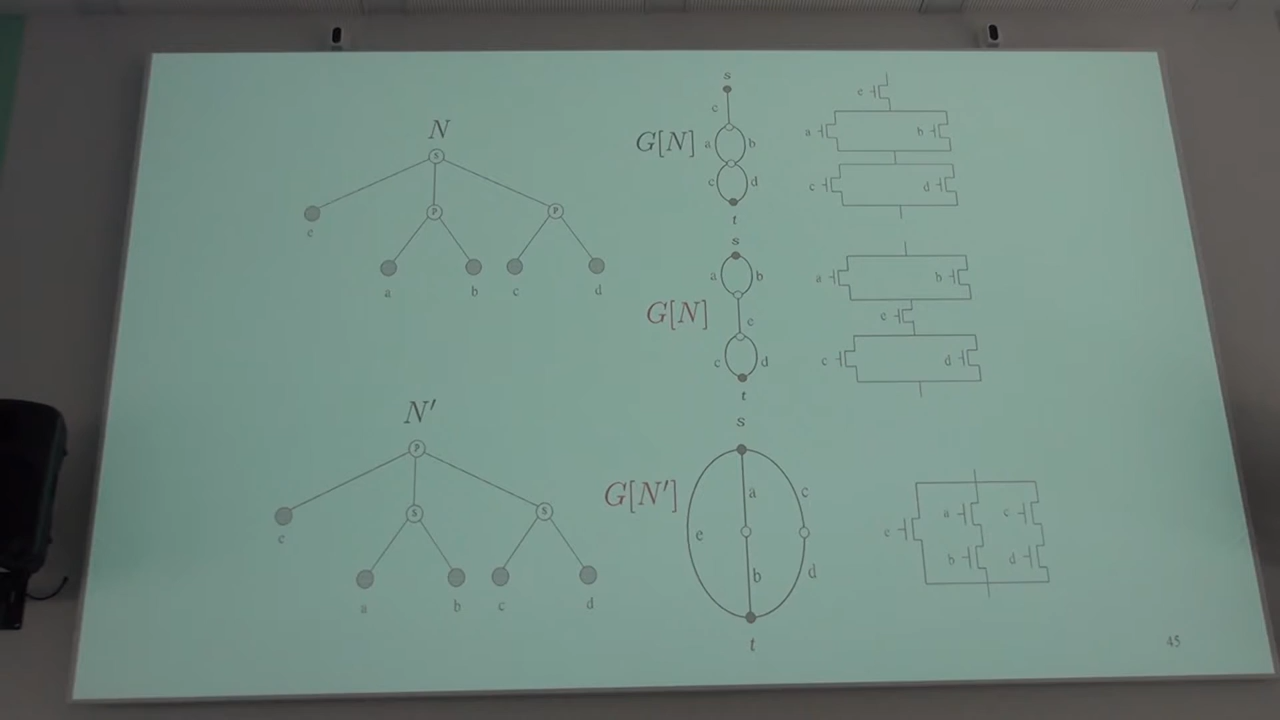 N
S
P P
e
a b c d
s
c
G[N] a b
c d
t
e
a b
c d
s
a b
G[N] e
c d
t
a b
e
c d
N'
P
S S
e
a b c d
s
G[N'] a c
e
b d
t
a c
e
b d
45